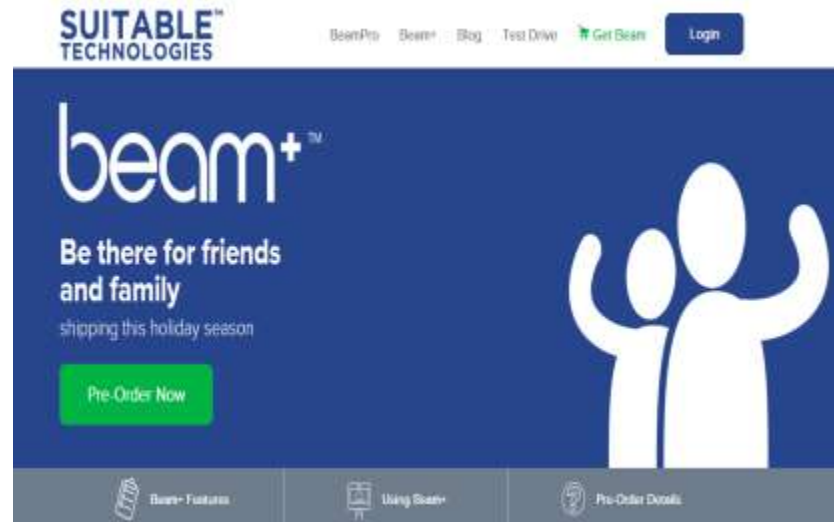 SUITABLE™
TECHNOLOGIES
BeamPro Beam+ Blog Test Drive Get Beam Login
beam+™
Be there for friends
and family
shipping this holiday season
Pre-Order Now
Beam+ Features Using Beam+ Pre-Order Details